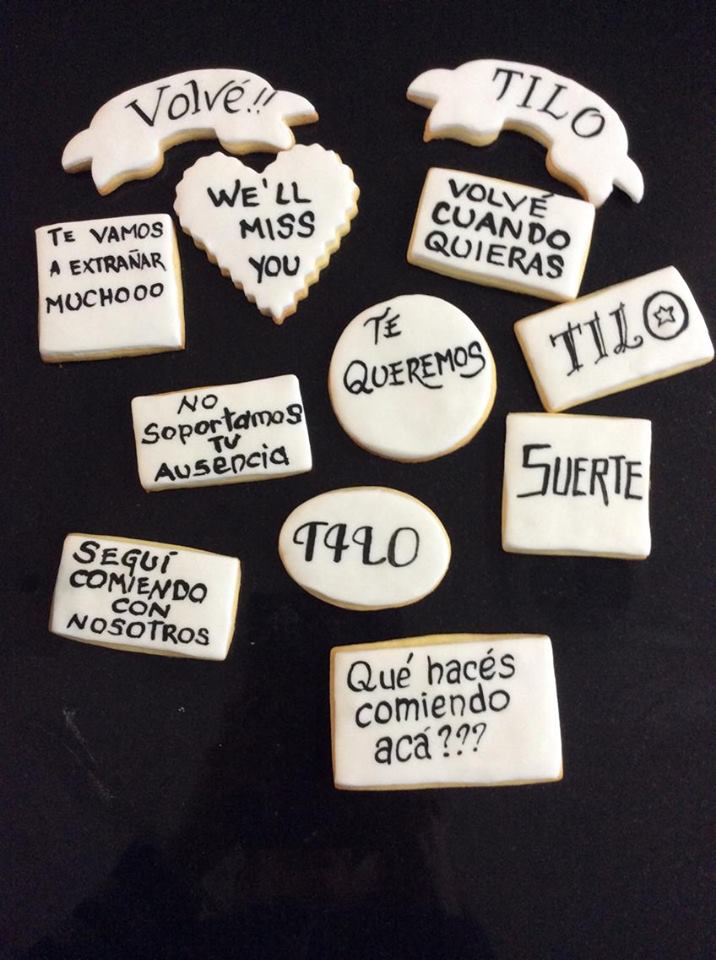 Volvé!!
TILO
WE'LL
MISS
YOU
VOLVÉ
CUANDO
QUIERAS
TE VAMOS
A EXTRAÑAR
MUCHOOO
TILO
TE
QUEREMOS
NO
Soportamos
TU
Ausencia
SUERTE
TILO
SEGUÍ
COMIENDO
CON
NOSOTROS
Qué hacés
comiendo
acá???